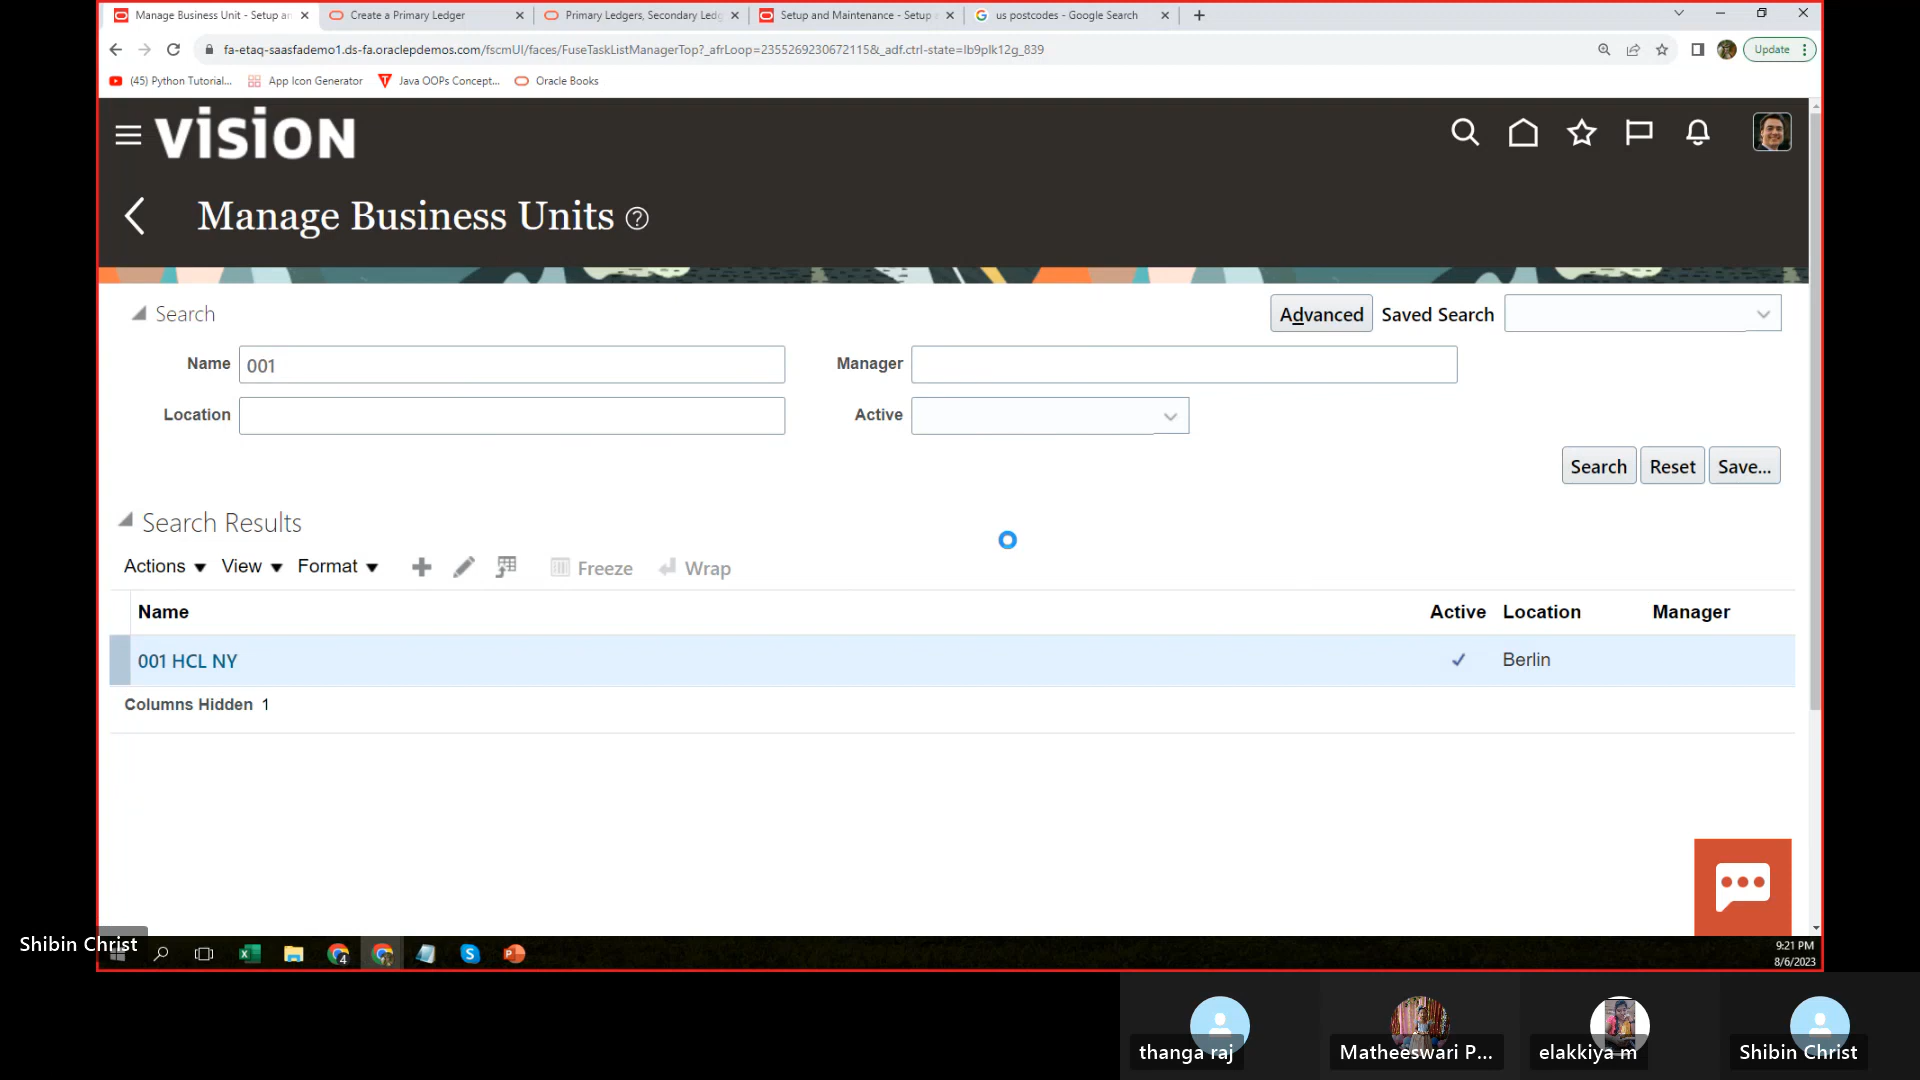 Manage Business Unit - Setup an
Create a Primary Ledger
Primary Ledgers, Secondary Ledg
Setup and Maintenance - Setup
us postcodes - Google Search
fa-etaq-saasfademo1.ds-fa.oraclepdemos.com/fscmUI/faces/FuseTaskListManagerTop?_afrLoop=2355269230672115&_adf.ctrl-state=lb9plk12g_839
Update
(45) Python Tutorial...
App Icon Generator
Java OOPs Concept...
Oracle Books
VISION
Manage Business Units
Search
Advanced
Saved Search
Name 001
Manager
Location
Active
Search Reset Save...
Search Results
Actions View Format Freeze Wrap
Name Active Location Manager
001 HCL NY Berlin
Columns Hidden 1
Shibin Christ
9:21 PM
8/6/2023
thanga raj
Matheeswari P...
elakkiya m
Shibin Christ